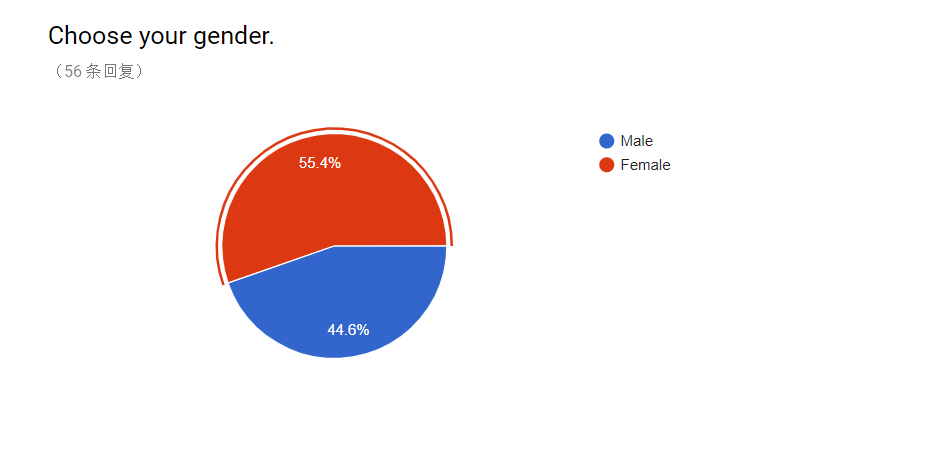 Choose your gender.
（56 条回复）
Male
Female
55.4%
44.6%